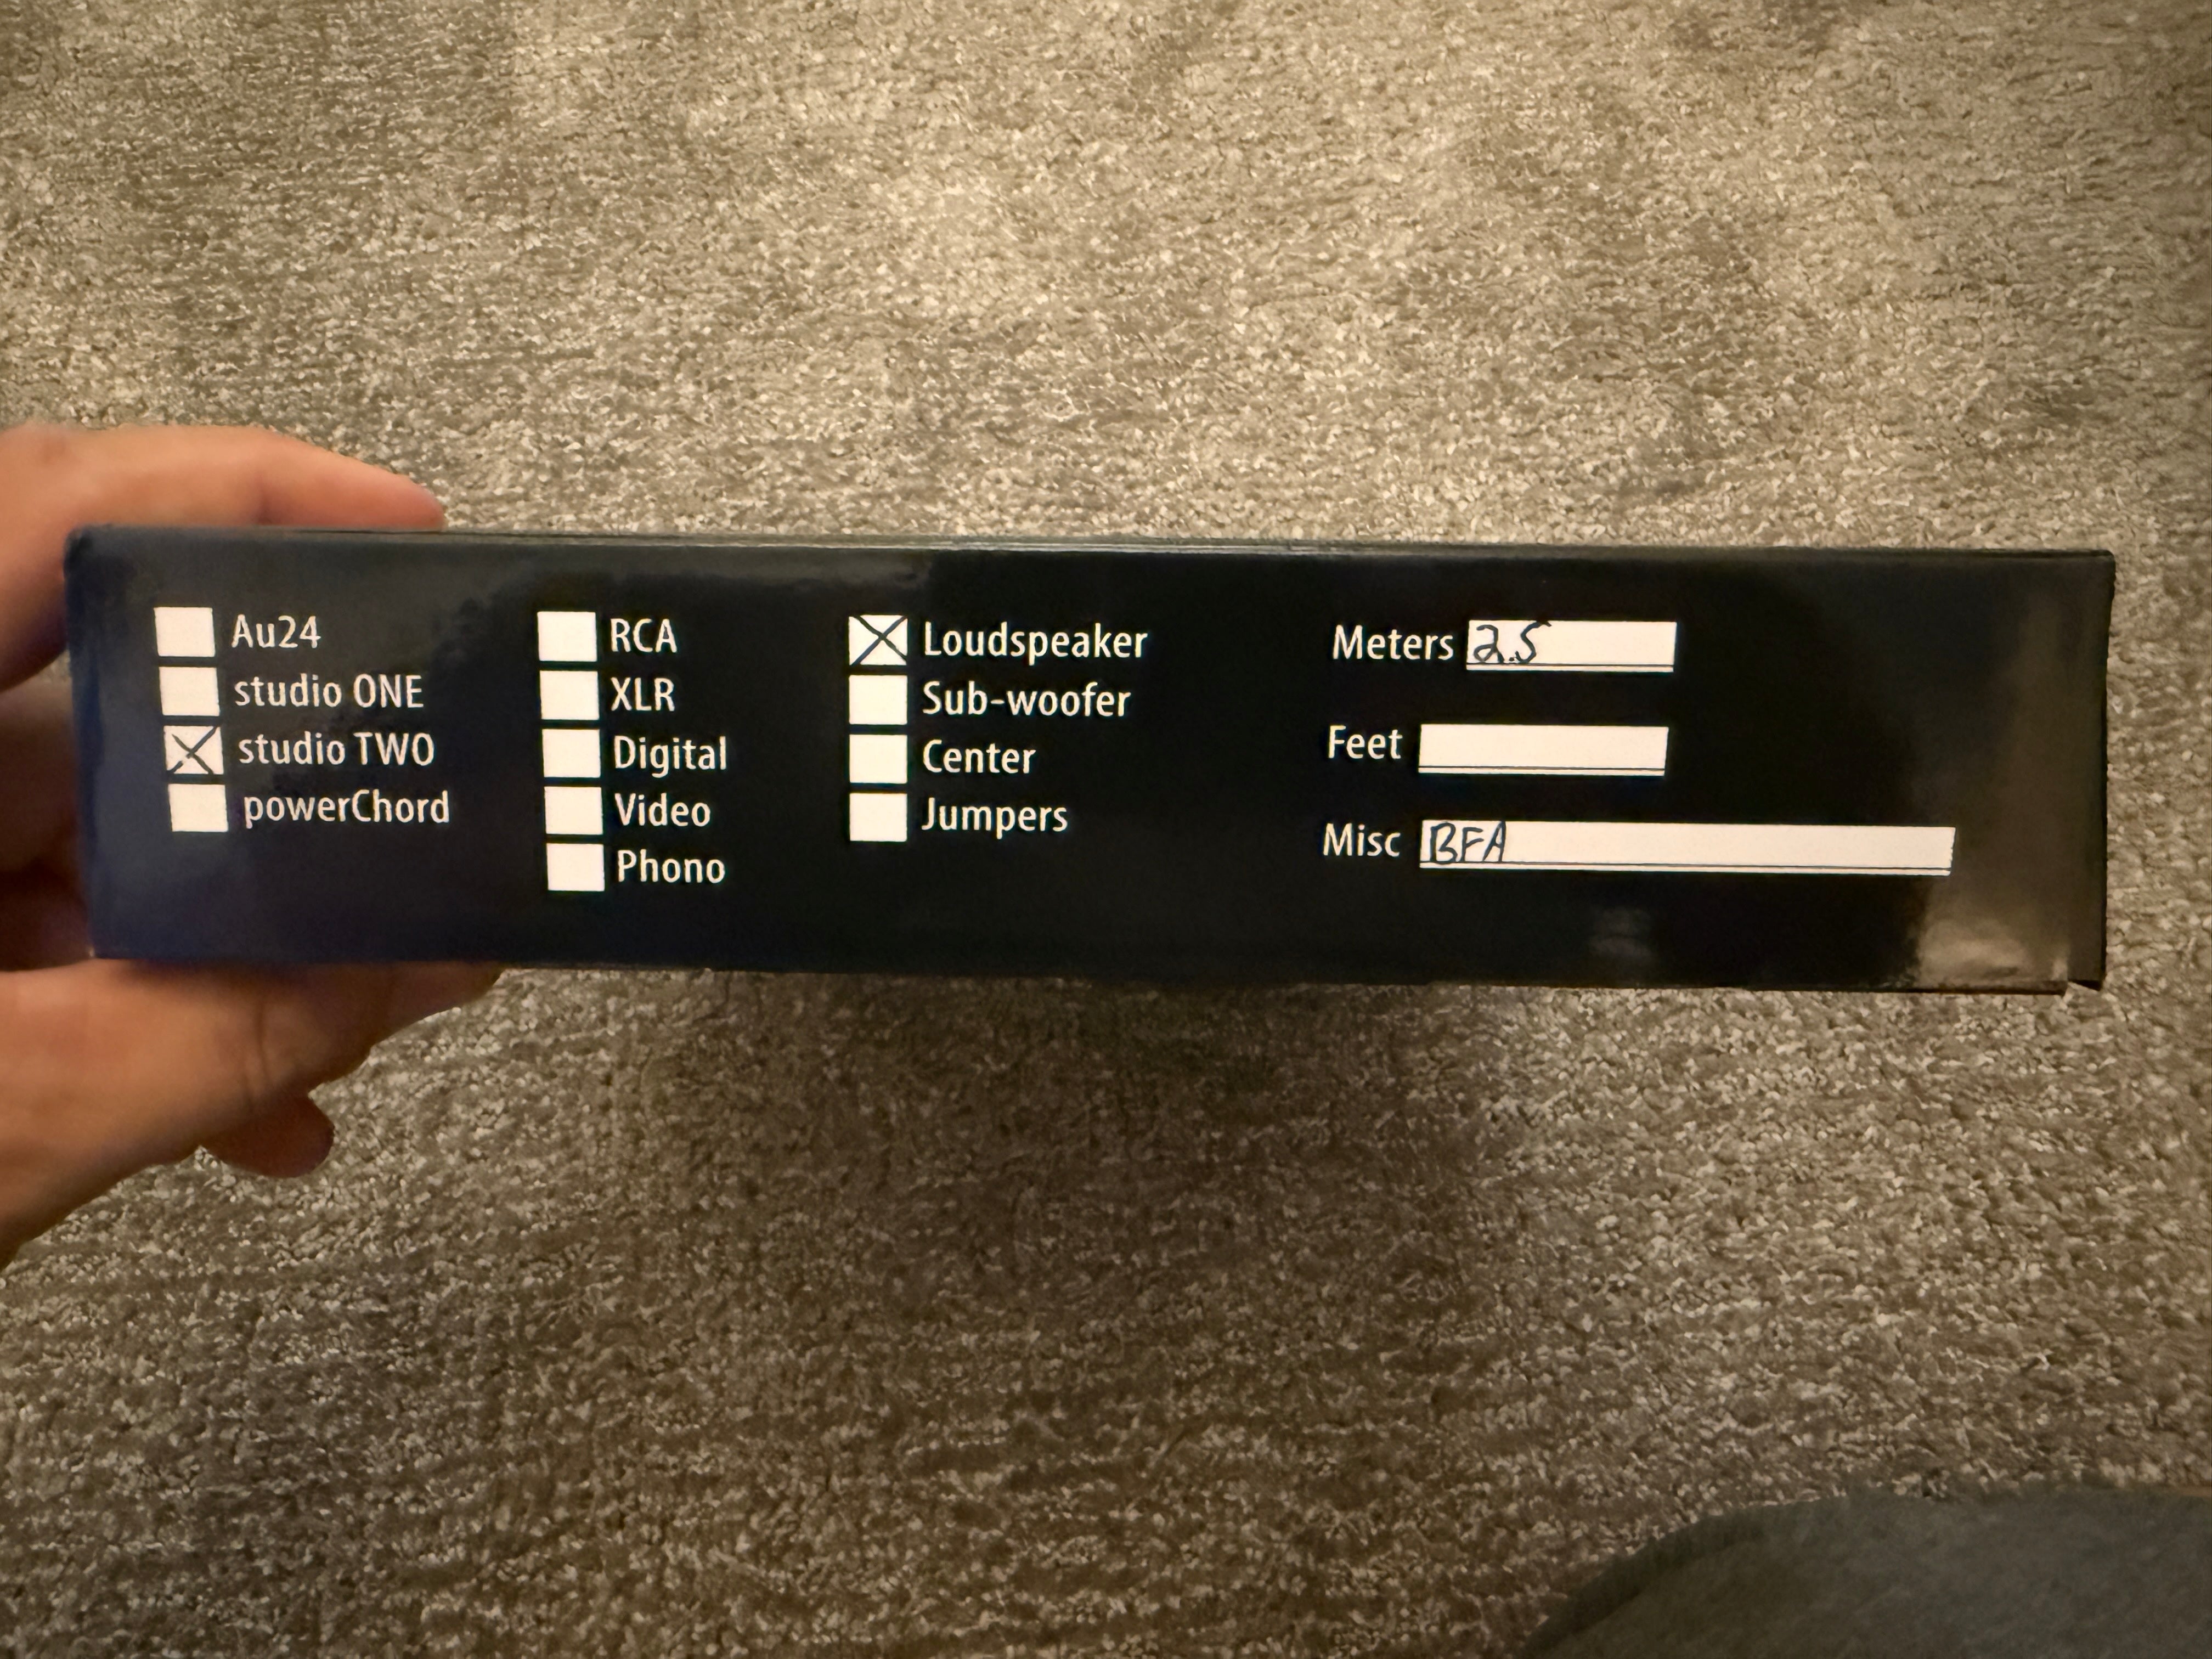 Au24
studio ONE
studio TWO
powerChord
RCA
XLR
Digital
Video
Phono
Loudspeaker
Sub-woofer
Center
Jumpers
Meters 2.5
Feet
Misc BFA